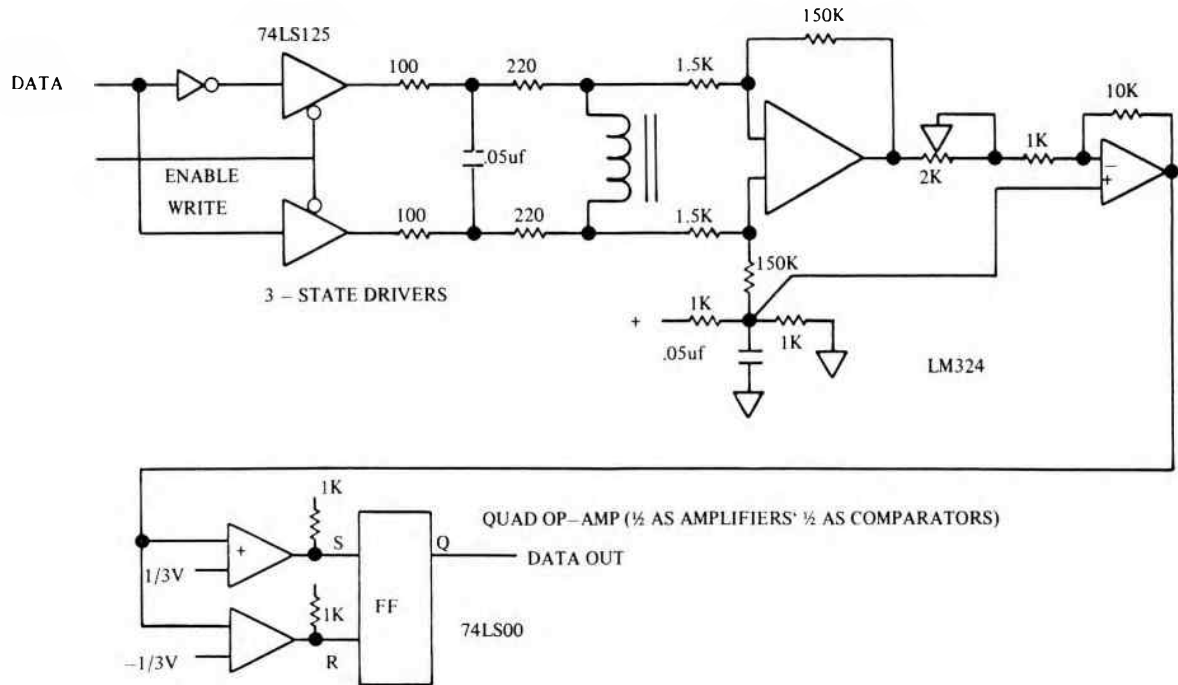 74LS125
150K
DATA
100
220
1.5K
10K
.05uf
1K
2K
−
+
ENABLE
WRITE
100
220
1.5K
150K
3 – STATE DRIVERS
1K
+
1K
.05uf
LM324
1K
QUAD OP–AMP (½ AS AMPLIFIERS‘ ½ AS COMPARATORS)
+
S
Q
DATA OUT
1/3V
FF
1K
74LS00
−1/3V
R